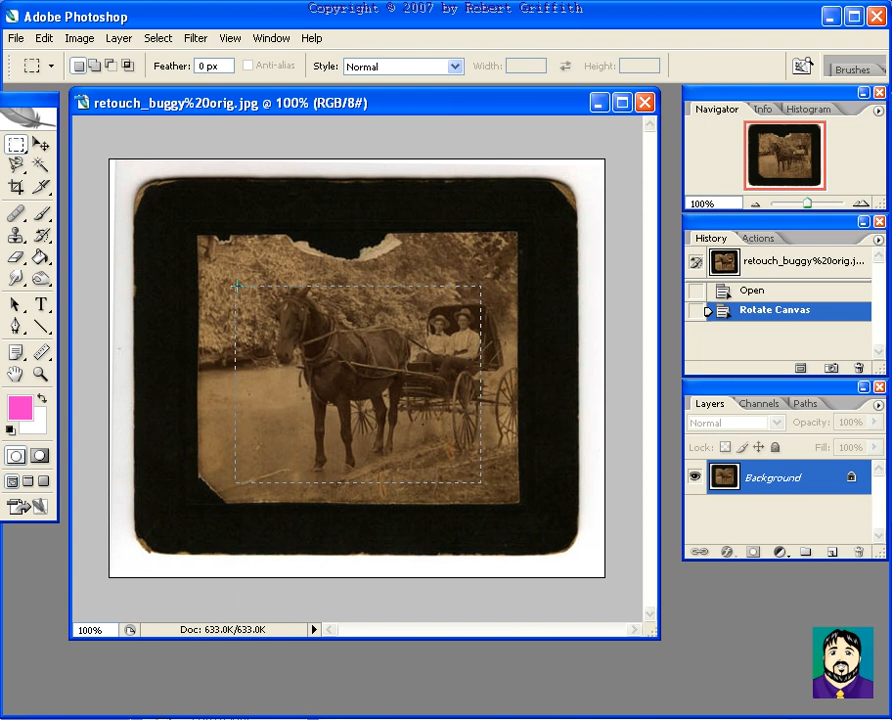 Copyright © 2007 by Robert Griffith
Adobe Photoshop
File Edit Image Layer Select Filter View Window Help
Feather: 0 px Anti-alias Style: Normal Width: Height: Brushes
retouch_buggy%20orig.jpg @ 100% (RGB/8#)
Navigator Info Histogram
100%
History Actions
retouch_buggy%20orig.j...
Open
Rotate Canvas
Layers Channels Paths
Normal Opacity: 100%
Lock: Fill: 100%
Background
100% Doc: 633.0K/633.0K